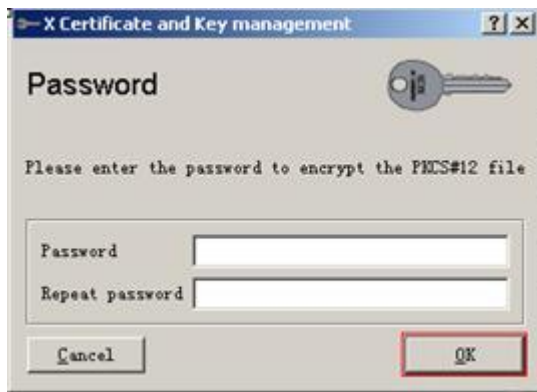 X Certificate and Key management
Password
Please enter the password to encrypt the PKCS#12 file
Password
Repeat password
Cancel
OK